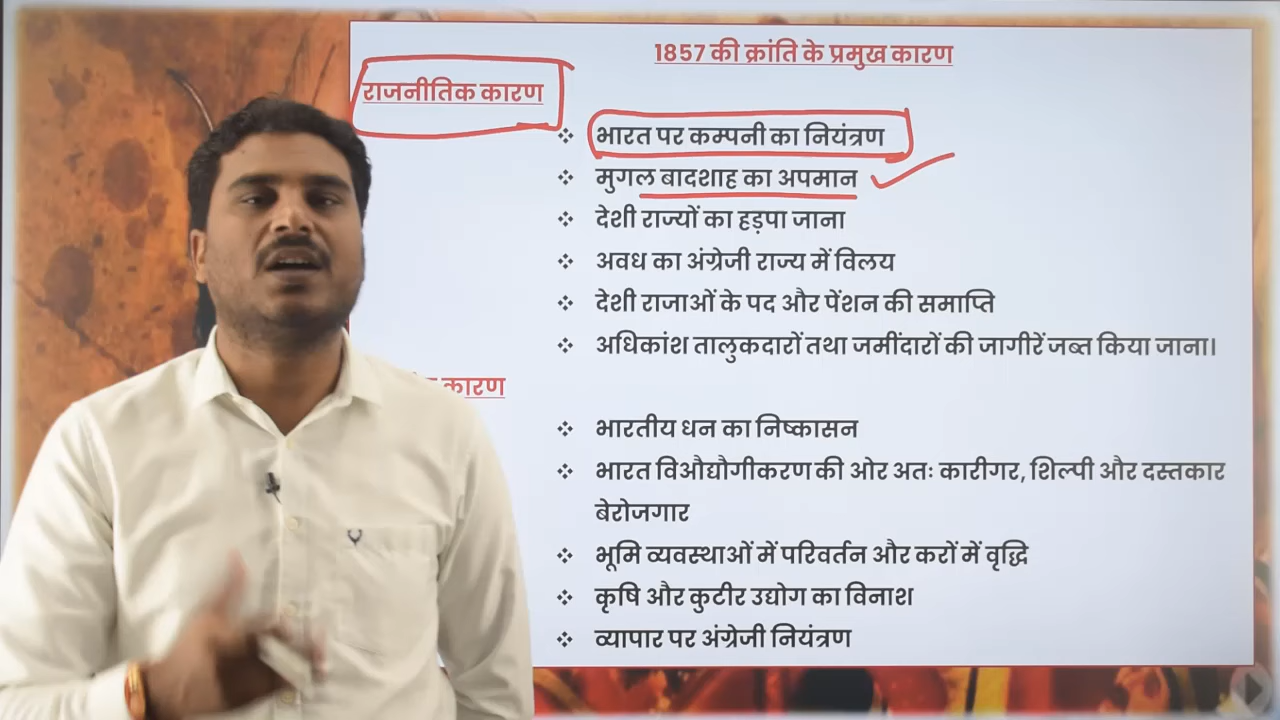 1857 की क्रांति के प्रमुख कारण
राजनीतिक कारण
❖ भारत पर कम्पनी का नियंत्रण
❖ मुगल बादशाह का अपमान
❖ देशी राज्यों का हड़पा जाना
❖ अवध का अंग्रेजी राज्य में विलय
❖ देशी राजाओं के पद और पेंशन की समाप्ति
❖ अधिकांश तालुकदारों तथा जमींदारों की जागीरें जब्त किया जाना।
कारण
❖ भारतीय धन का निष्कासन
❖ भारत विऔद्योगीकरण की ओर अतः कारीगर, शिल्पी और दस्तकार
बेरोजगार
❖ भूमि व्यवस्थाओं में परिवर्तन और करों में वृद्धि
❖ कृषि और कुटीर उद्योग का विनाश
❖ व्यापार पर अंग्रेजी नियंत्रण